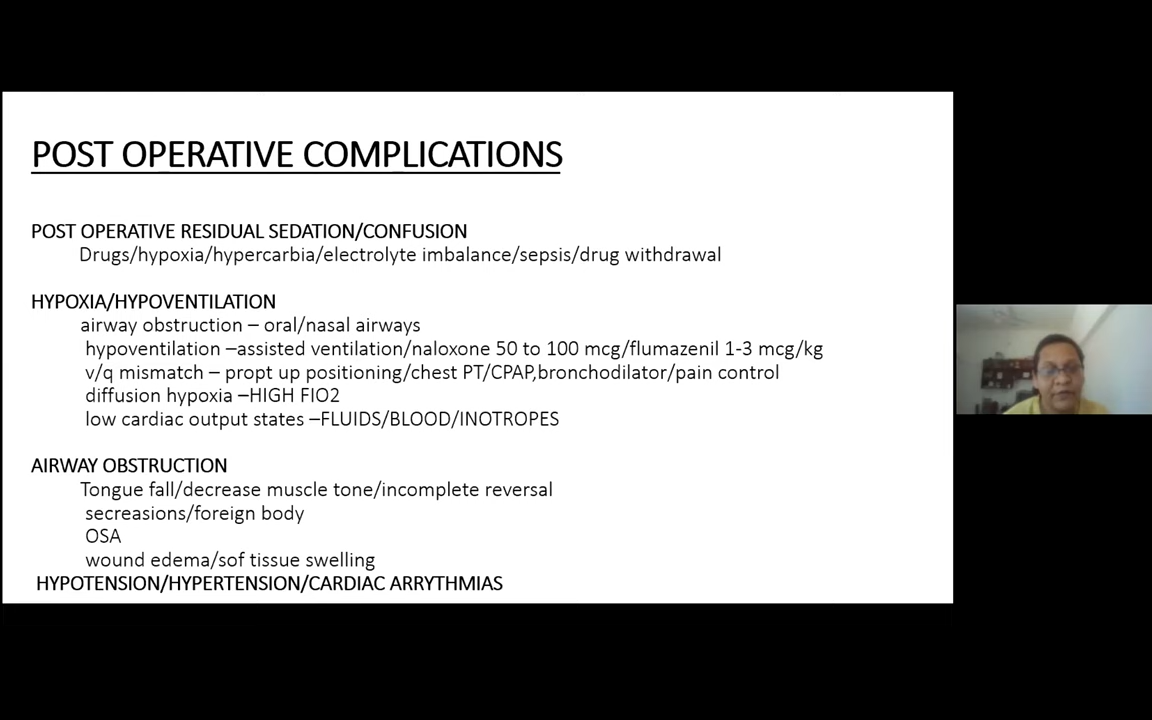 POST OPERATIVE COMPLICATIONS
POST OPERATIVE RESIDUAL SEDATION/CONFUSION
Drugs/hypoxia/hypercarbia/electrolyte imbalance/sepsis/drug withdrawal
HYPOXIA/HYPOVENTILATION
airway obstruction – oral/nasal airways
hypoventilation –assisted ventilation/naloxone 50 to 100 mcg/flumazenil 1-3 mcg/kg
v/q mismatch – propt up positioning/chest PT/CPAP,bronchodilator/pain control
diffusion hypoxia –HIGH FIO2
low cardiac output states –FLUIDS/BLOOD/INOTROPES
AIRWAY OBSTRUCTION
Tongue fall/decrease muscle tone/incomplete reversal
secreasions/foreign body
OSA
wound edema/sof tissue swelling
HYPOTENSION/HYPERTENSION/CARDIAC ARRYTHMIAS